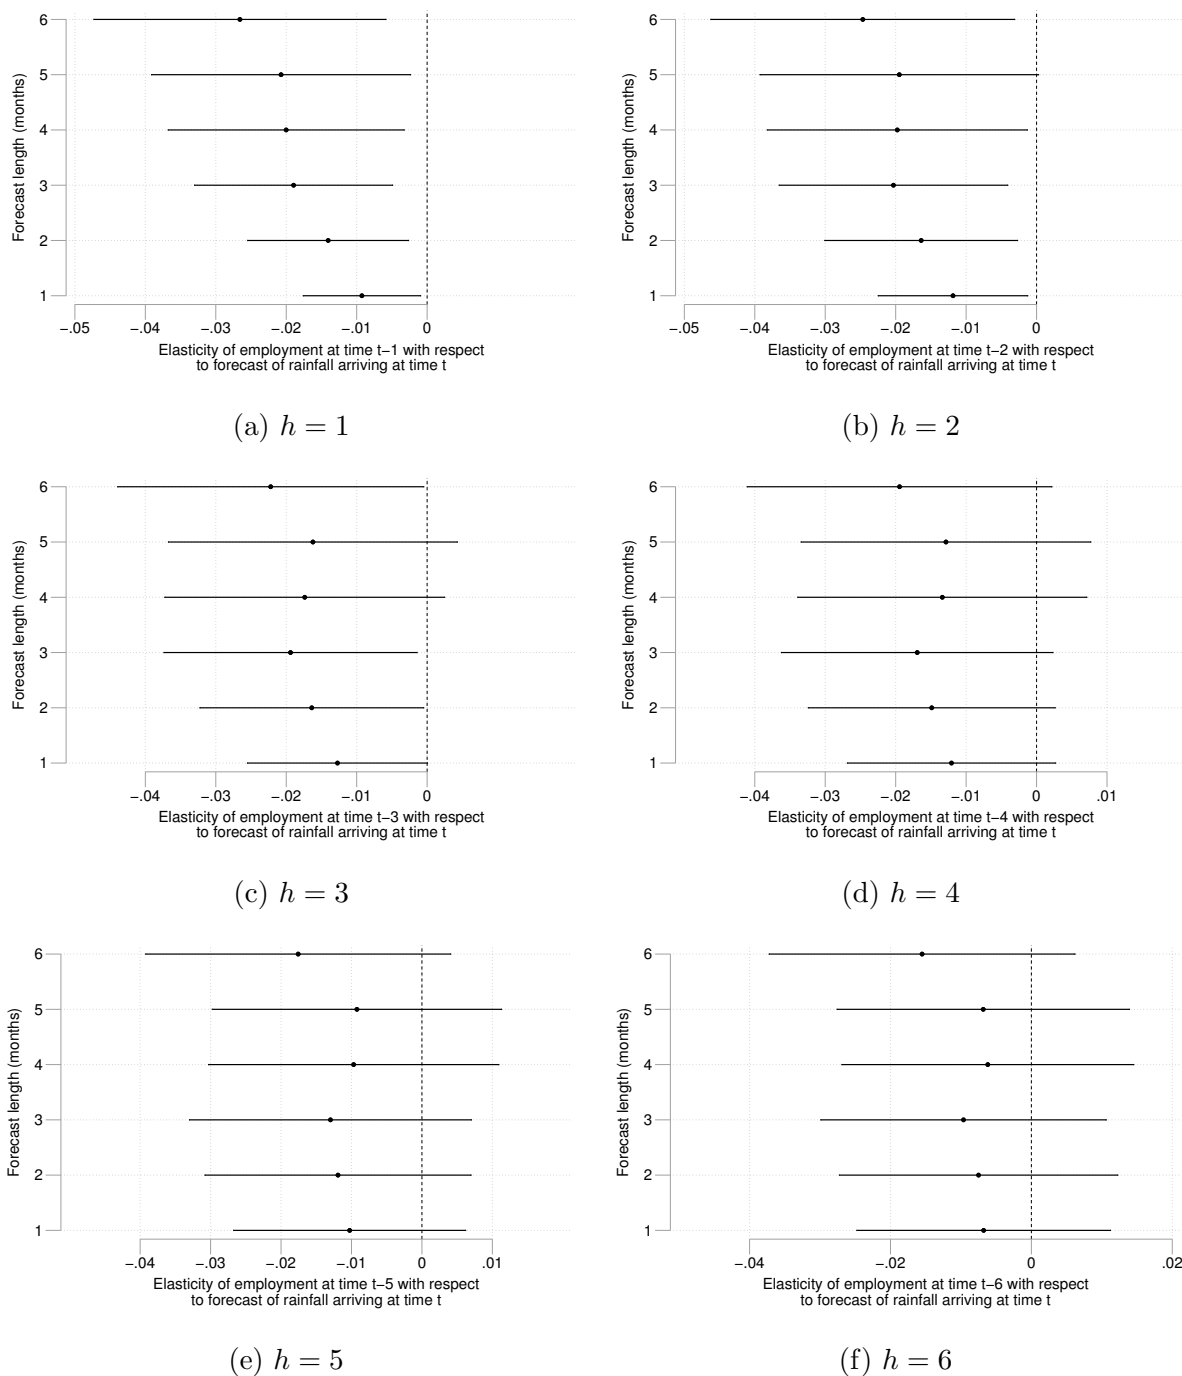 Forecast length (months)
6
5
4
3
2
1
−.05 −.04 −.03 −.02 −.01 0
Elasticity of employment at time t−1 with respect
to forecast of rainfall arriving at time t
(a) h = 1
Forecast length (months)
6
5
4
3
2
1
−.05 −.04 −.03 −.02 −.01 0
Elasticity of employment at time t−2 with respect
to forecast of rainfall arriving at time t
(b) h = 2
Forecast length (months)
6
5
4
3
2
1
−.04 −.03 −.02 −.01 0
Elasticity of employment at time t−3 with respect
to forecast of rainfall arriving at time t
(c) h = 3
Forecast length (months)
6
5
4
3
2
1
−.04 −.03 −.02 −.01 0 .01
Elasticity of employment at time t−4 with respect
to forecast of rainfall arriving at time t
(d) h = 4
Forecast length (months)
6
5
4
3
2
1
−.04 −.03 −.02 −.01 0 .01
Elasticity of employment at time t−5 with respect
to forecast of rainfall arriving at time t
(e) h = 5
Forecast length (months)
6
5
4
3
2
1
−.04 −.02 0 .02
Elasticity of employment at time t−6 with respect
to forecast of rainfall arriving at time t
(f) h = 6